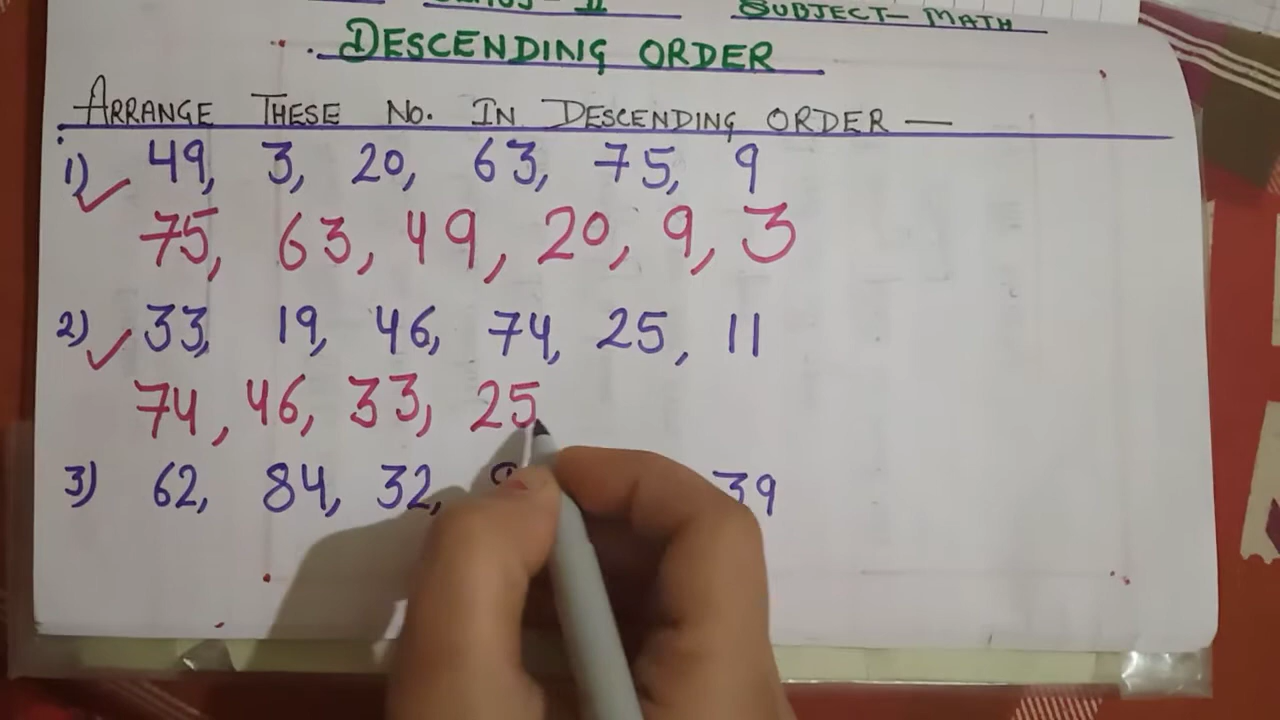 SUBJECT- MATH
DESCENDING ORDER
ARRANGE THESE NO. IN DESCENDING ORDER —
1) 49, 3, 20, 63, 75, 9
75, 63, 49, 20, 9, 3
2) 33, 19, 46, 74, 25, 11
74, 46, 33, 25
3) 62, 84, 32, 39